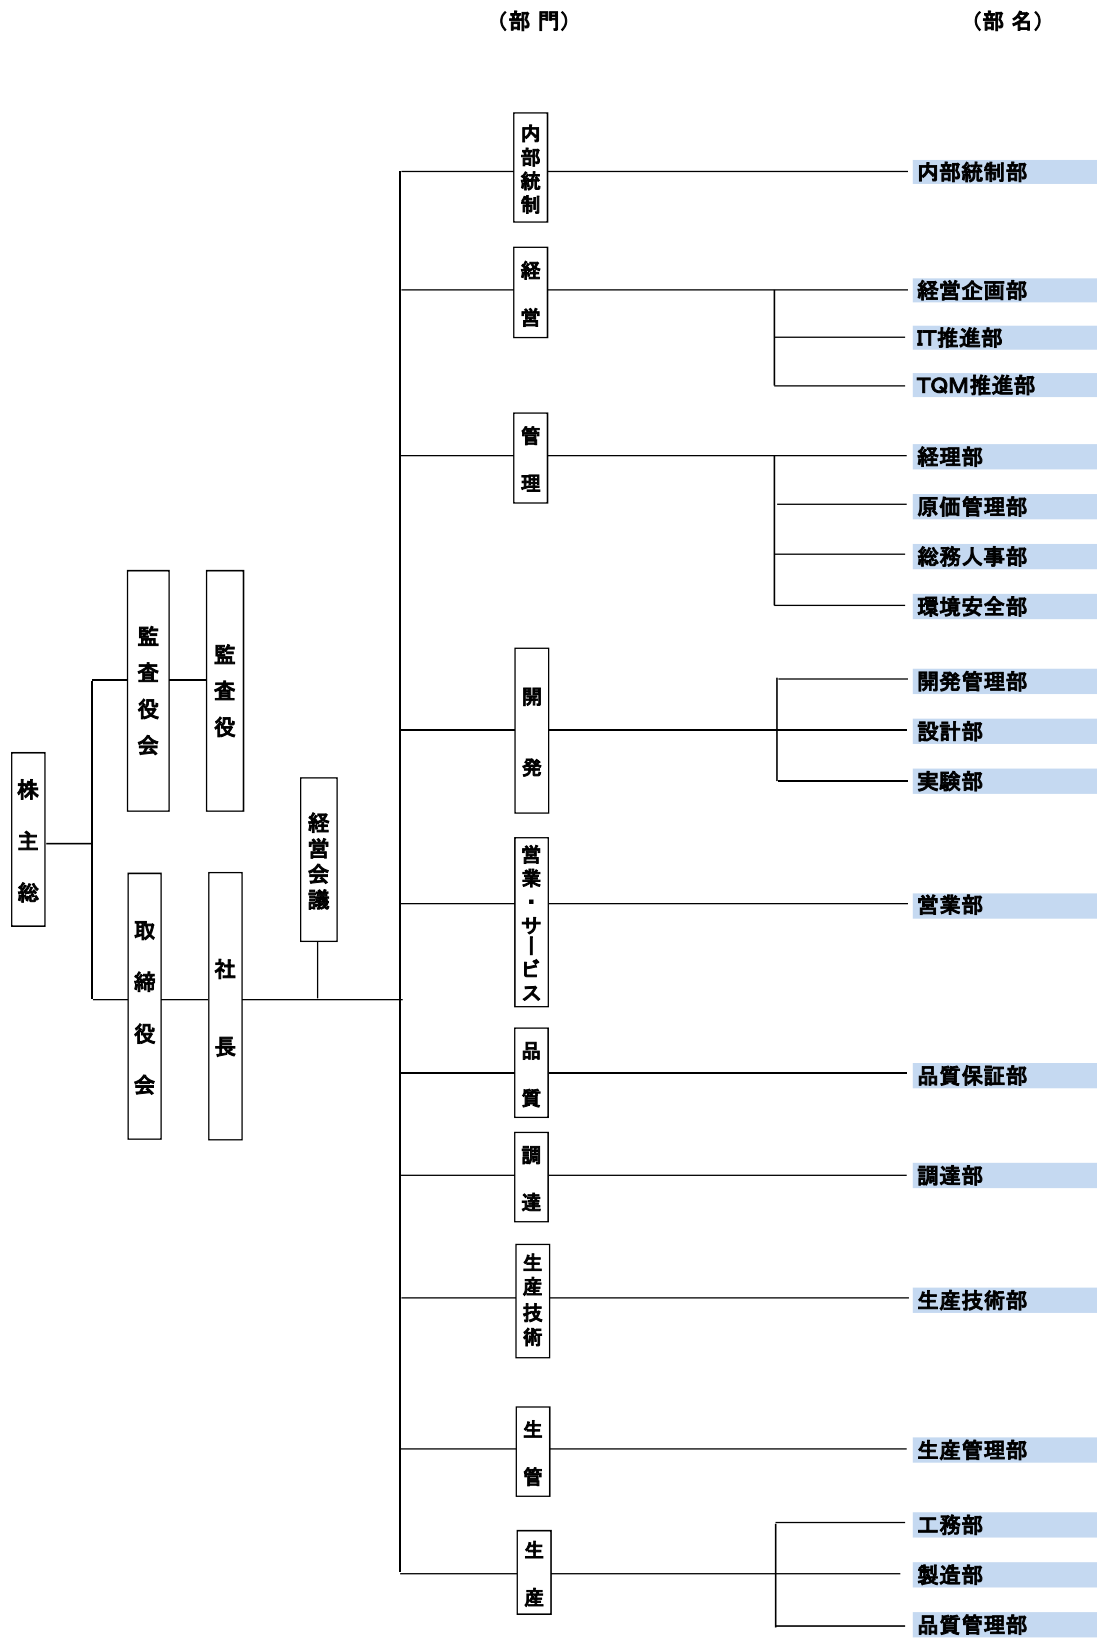 （部 門）
（部 名）
内部統制
内部統制部
経営
経営企画部
IT推進部
TQM推進部
管理
経理部
原価管理部
総務人事部
環境安全部
監査役会
監査役
開発
開発管理部
設計部
実験部
株主総
経営会議
取締役会
社長
営業・サービス
営業部
品質
品質保証部
調達
調達部
生産技術
生産技術部
生管
生産管理部
生産
工務部
製造部
品質管理部